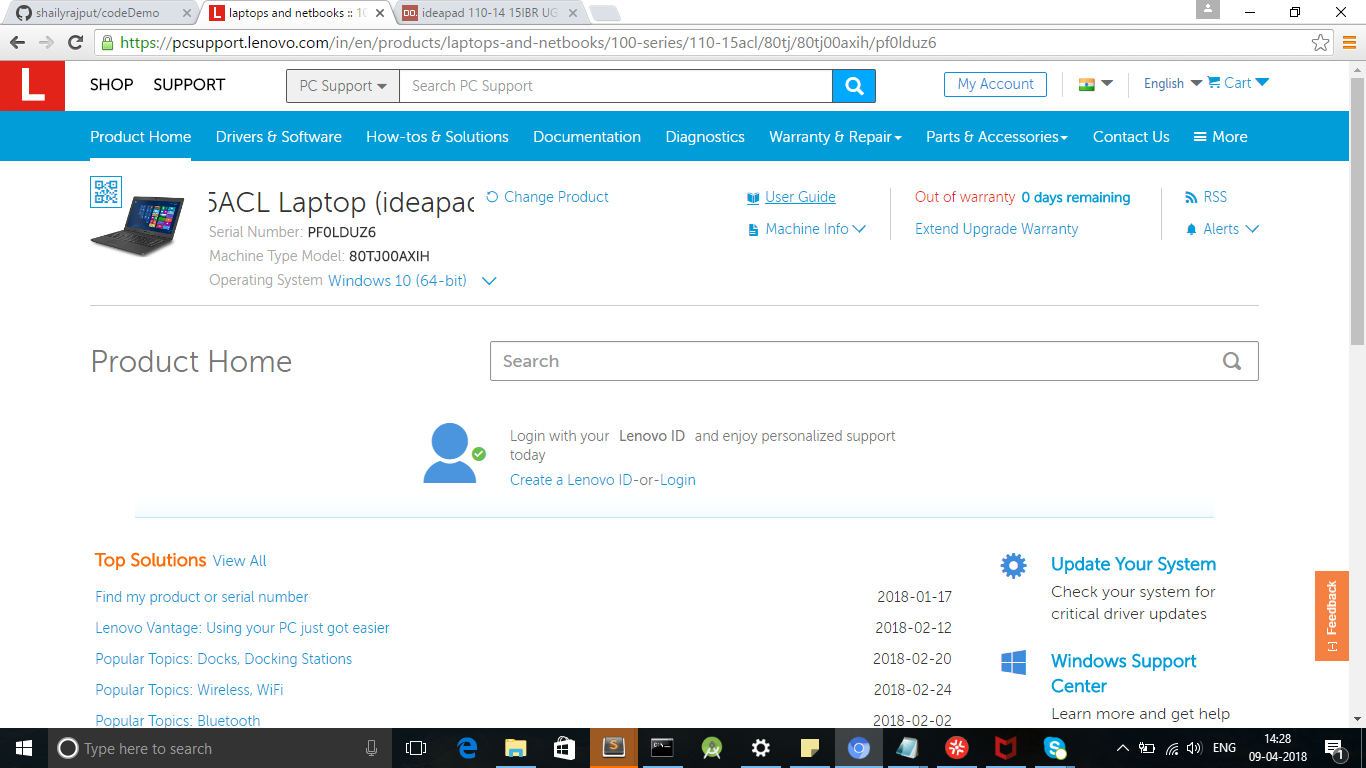 shailyrajput/codeDemo
laptops and netbooks :: 10
DO.
ideapad 110-14 15IBR UG
https://pcsupport.lenovo.com/in/en/products/laptops-and-netbooks/100-series/110-15acl/80tj/80tj00axih/pf0lduz6
L
SHOP
SUPPORT
PC Support
Search PC Support
My Account
English
Cart
Product Home
Drivers & Software
How-tos & Solutions
Documentation
Diagnostics
Warranty & Repair
Parts & Accessories
Contact Us
More
5ACL Laptop (ideapad
Change Product
Serial Number: PF0LDUZ6
Machine Type Model: 80TJ00AXIH
Operating System Windows 10 (64-bit)
User Guide
Machine Info
Out of warranty 0 days remaining
Extend Upgrade Warranty
RSS
Alerts
Product Home
Search
Login with your Lenovo ID and enjoy personalized support
today
Create a Lenovo ID-or-Login
Top Solutions View All
Find my product or serial number 2018-01-17
Lenovo Vantage: Using your PC just got easier 2018-02-12
Popular Topics: Docks, Docking Stations 2018-02-20
Popular Topics: Wireless, WiFi 2018-02-24
Popular Topics: Bluetooth 2018-02-02
Update Your System
Check your system for
critical driver updates
Windows Support
Center
Learn more and get help
[-] Feedback
Type here to search
ENG
14:28
09-04-2018
1